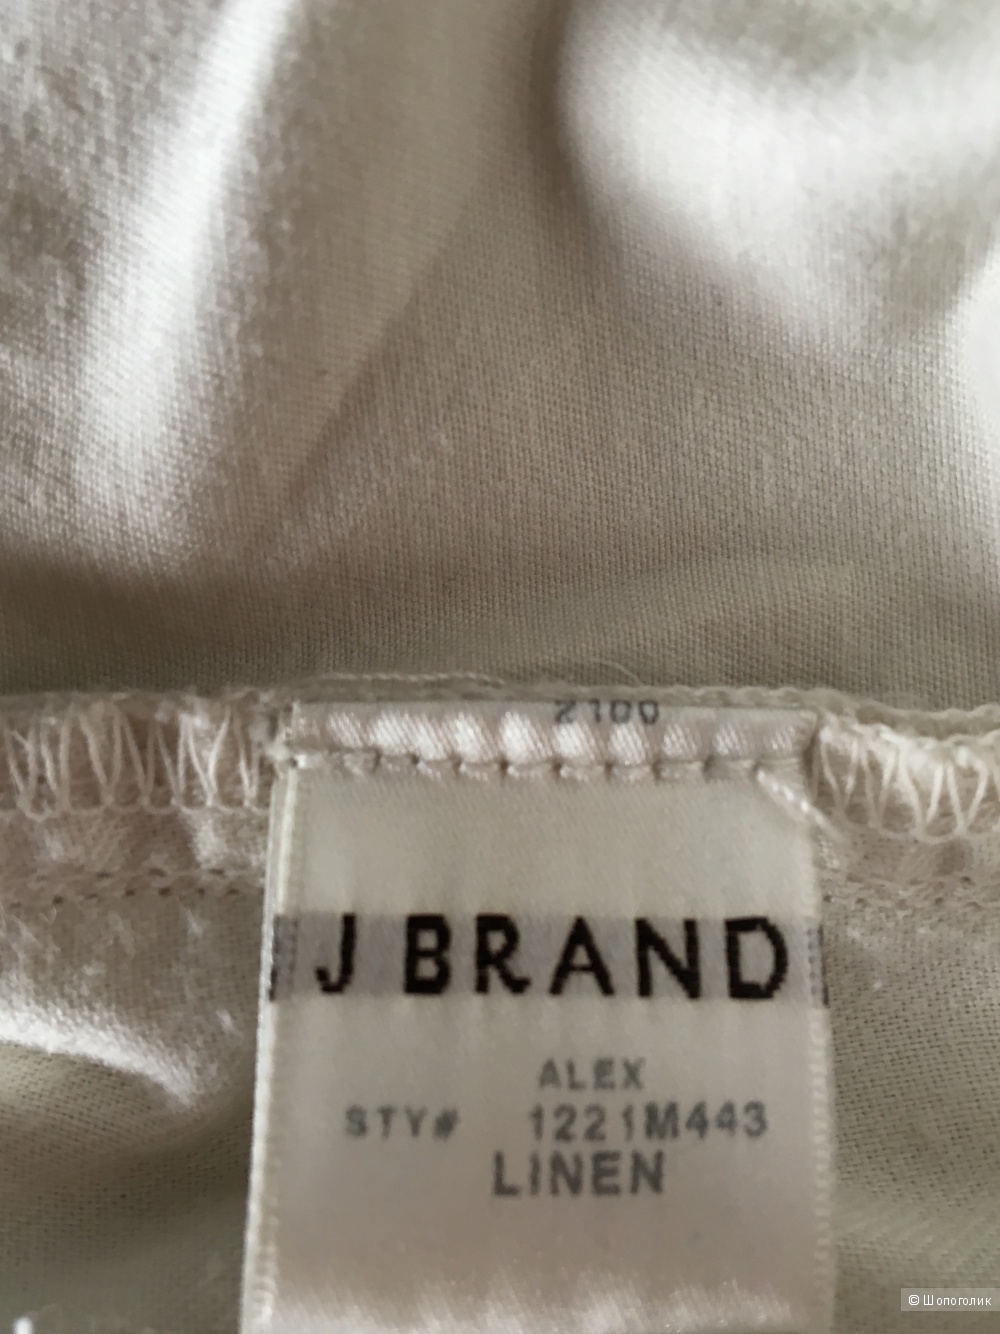 2100
J BRAND
ALEX
STY# 1221M443
LINEN
© Шопоголик